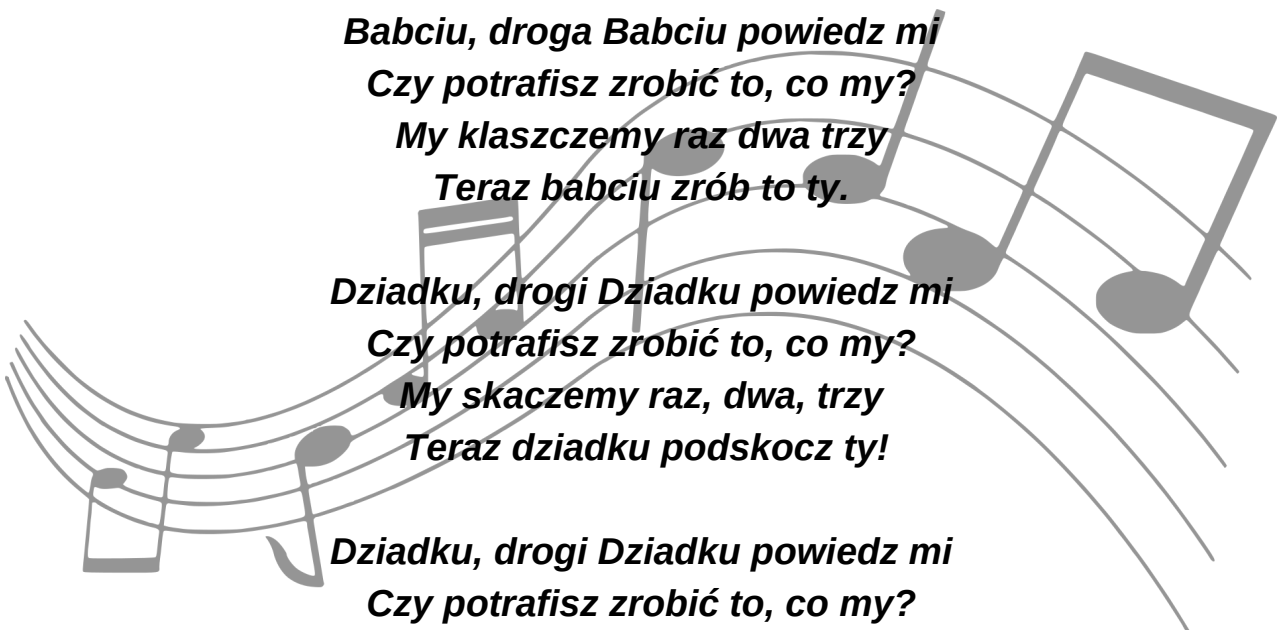 Babciu, droga Babciu powiedz mi
Czy potrafisz zrobić to, co my?
My klaszczemy raz dwa trzy
Teraz babciu zrób to ty.
Dziadku, drogi Dziadku powiedz mi
Czy potrafisz zrobić to, co my?
My skaczemy raz, dwa, trzy
Teraz dziadku podskocz ty!
Dziadku, drogi Dziadku powiedz mi
Czy potrafisz zrobić to, co my?